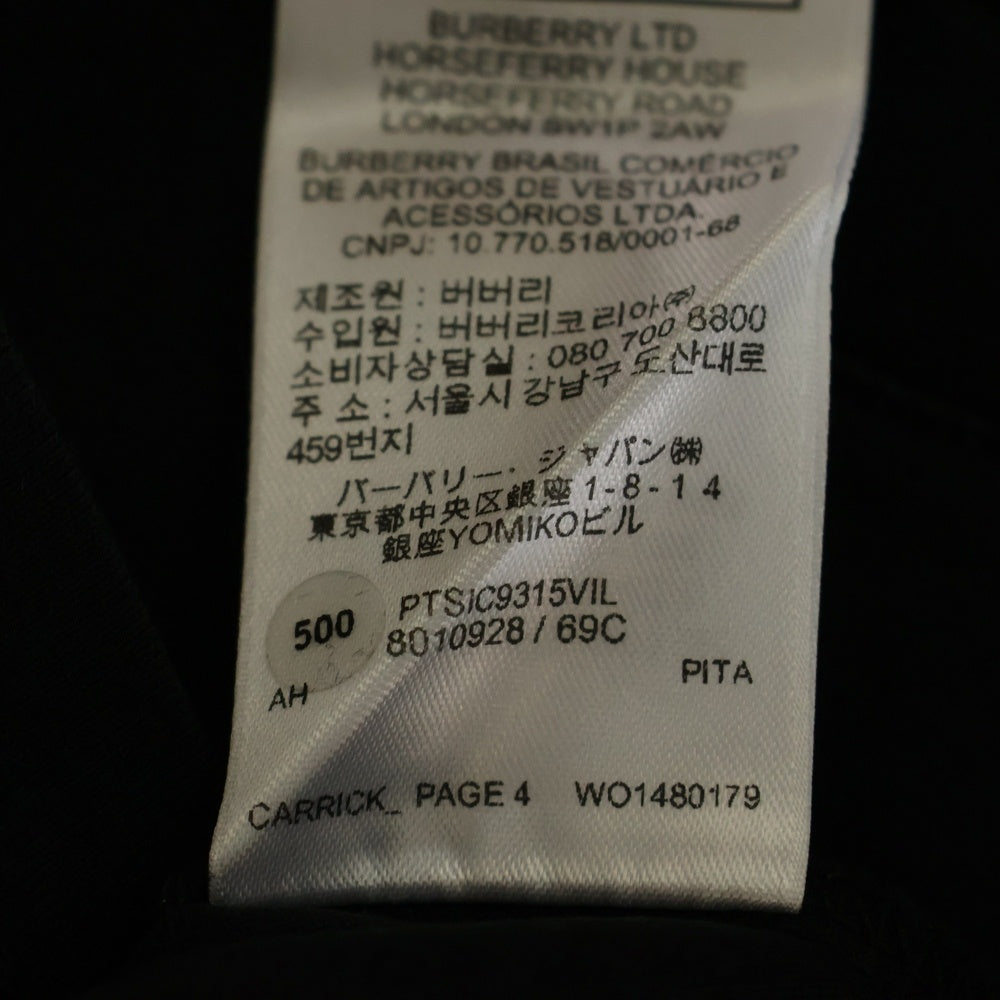 BURBERRY LTD
HORSEFERRY HOUSE
HORSEFERRY ROAD
LONDON SW1P 2AW
BURBERRY BRASIL COMÉRCIO
DE ARTIGOS DE VESTUÁRIO E
ACESSÓRIOS LTDA.
CNPJ: 10.770.518/0001-68
제조원 : 버버리
수입원 : 버버리코리아㈜
소비자상담실 : 080 700 8800
주 소 : 서울시 강남구 도산대로
459번지
バーバリー・ジャパン㈱
東京都中央区銀座 1-8-14
銀座YOMIKOビル
500
PTSIC9315VIL
8010928 / 69C
AH
PITA
CARRICK_ PAGE 4 WO1480179